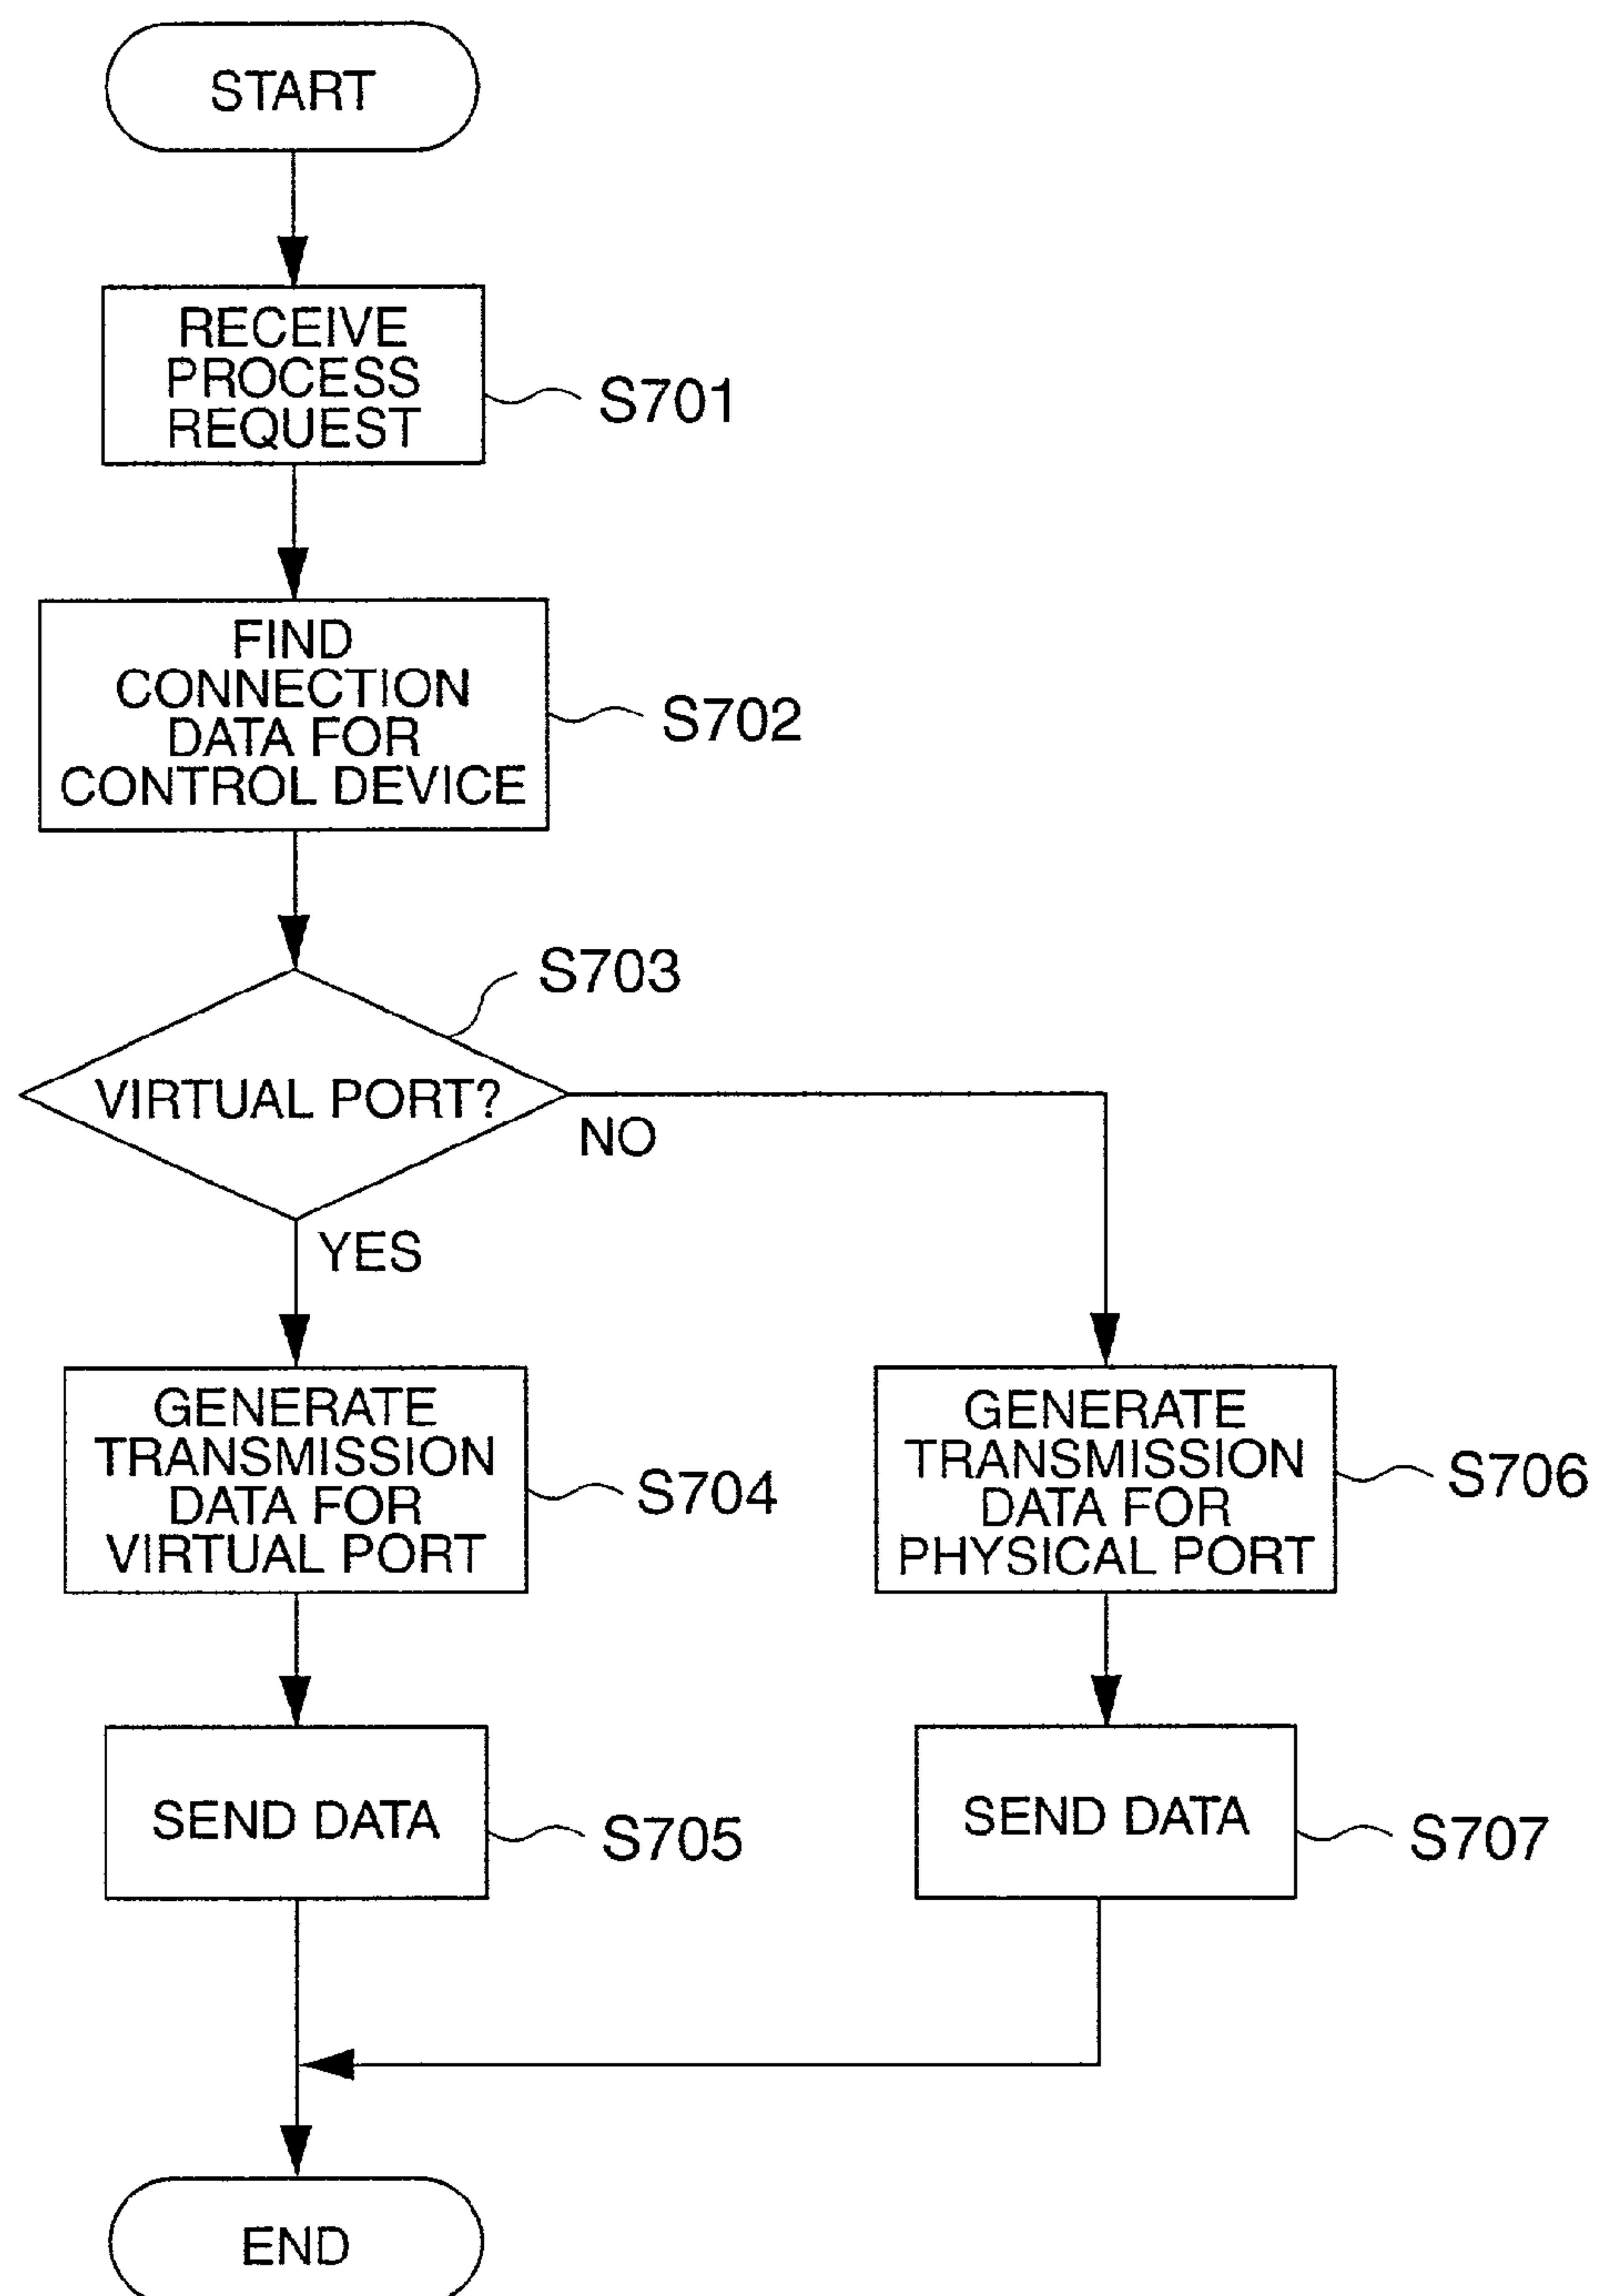 START
RECEIVE
PROCESS
REQUEST
S701
FIND
CONNECTION
DATA FOR
CONTROL DEVICE
S702
S703
VIRTUAL PORT?
NO
YES
GENERATE
TRANSMISSION
DATA FOR
VIRTUAL PORT
S704
GENERATE
TRANSMISSION
DATA FOR
PHYSICAL PORT
S706
SEND DATA
S705
SEND DATA
S707
END